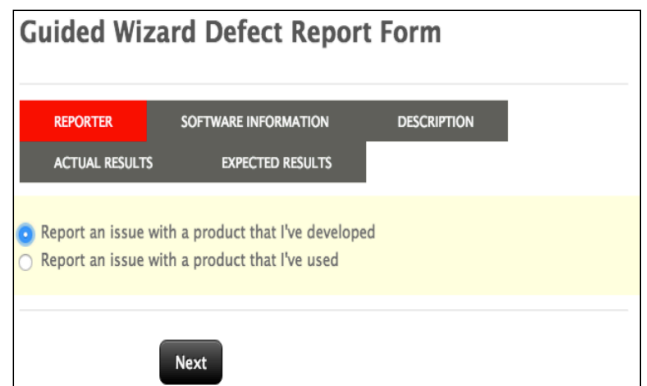 Guided Wizard Defect Report Form
REPORTER SOFTWARE INFORMATION DESCRIPTION
ACTUAL RESULTS EXPECTED RESULTS
Report an issue with a product that I've developed
Report an issue with a product that I've used
Next